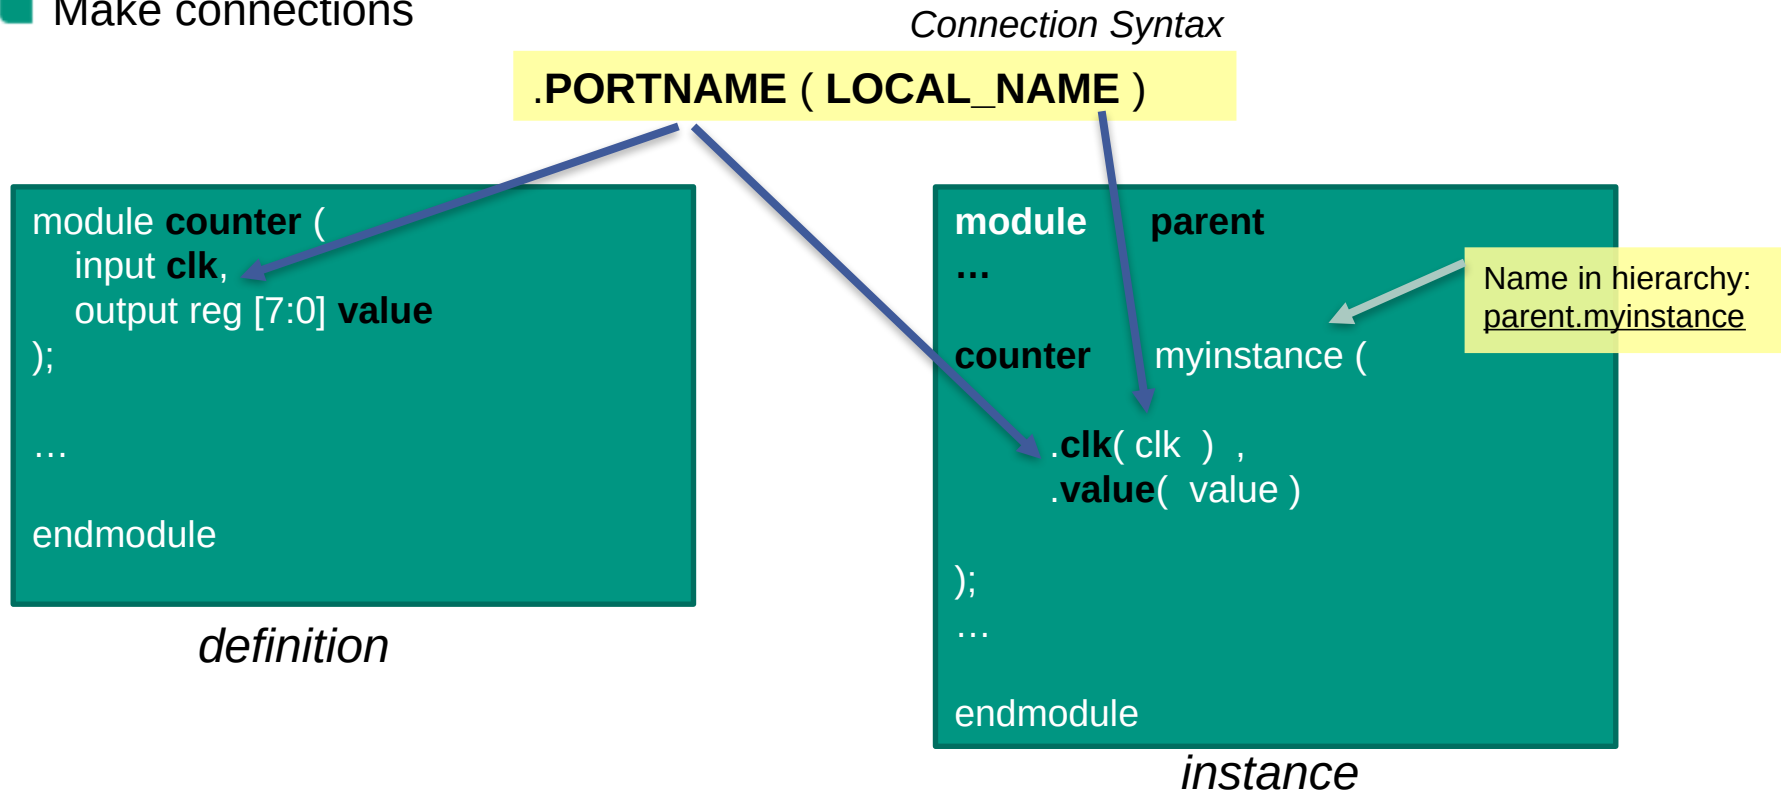 Make connections
Connection Syntax
.PORTNAME ( LOCAL_NAME )
module counter (
input clk,
output reg [7:0] value
);
…
endmodule
definition
module parent
…
counter myinstance (
.clk( clk ) ,
.value( value )
);
…
endmodule
instance
Name in hierarchy:
parent.myinstance